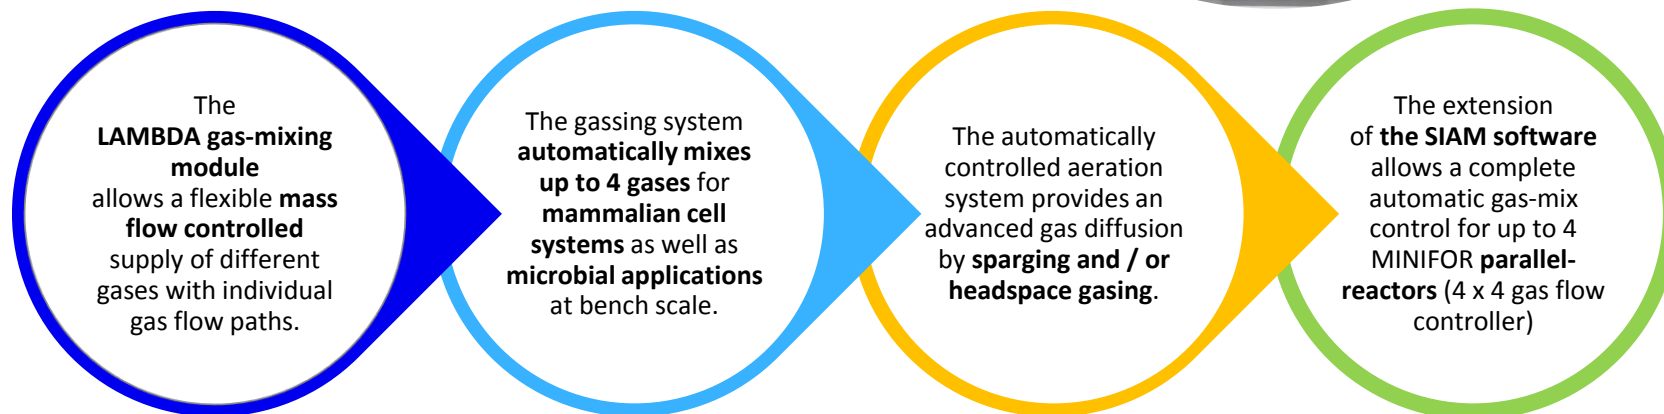 The
LAMBDA gas-mixing
module
allows a flexible mass
flow controlled
supply of different
gases with individual
gas flow paths.
The gassing system
automatically mixes
up to 4 gases for
mammalian cell
systems as well as
microbial applications
at bench scale.
The automatically
controlled aeration
system provides an
advanced gas diffusion
by sparging and / or
headspace gasing.
The extension
of the SIAM software
allows a complete
automatic gas-mix
control for up to 4
MINIFOR parallel-
reactors (4 x 4 gas flow
controller)